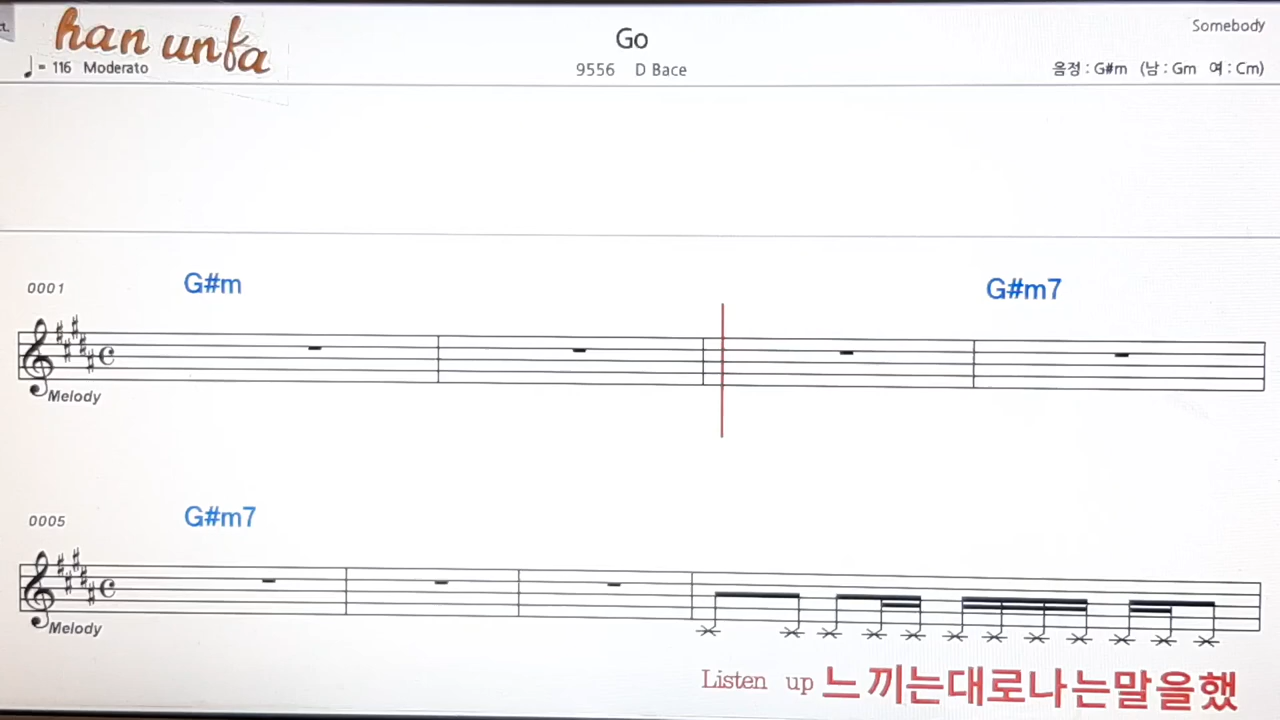 han unfa
Go
Somebody
♩= 116 Moderato
9556 D Bace
음정 : G#m (남 : Gm 여 : Cm)
0001
G#m
G#m7
Melody
0005
G#m7
Melody
Listen up 느끼는대로나는말을했